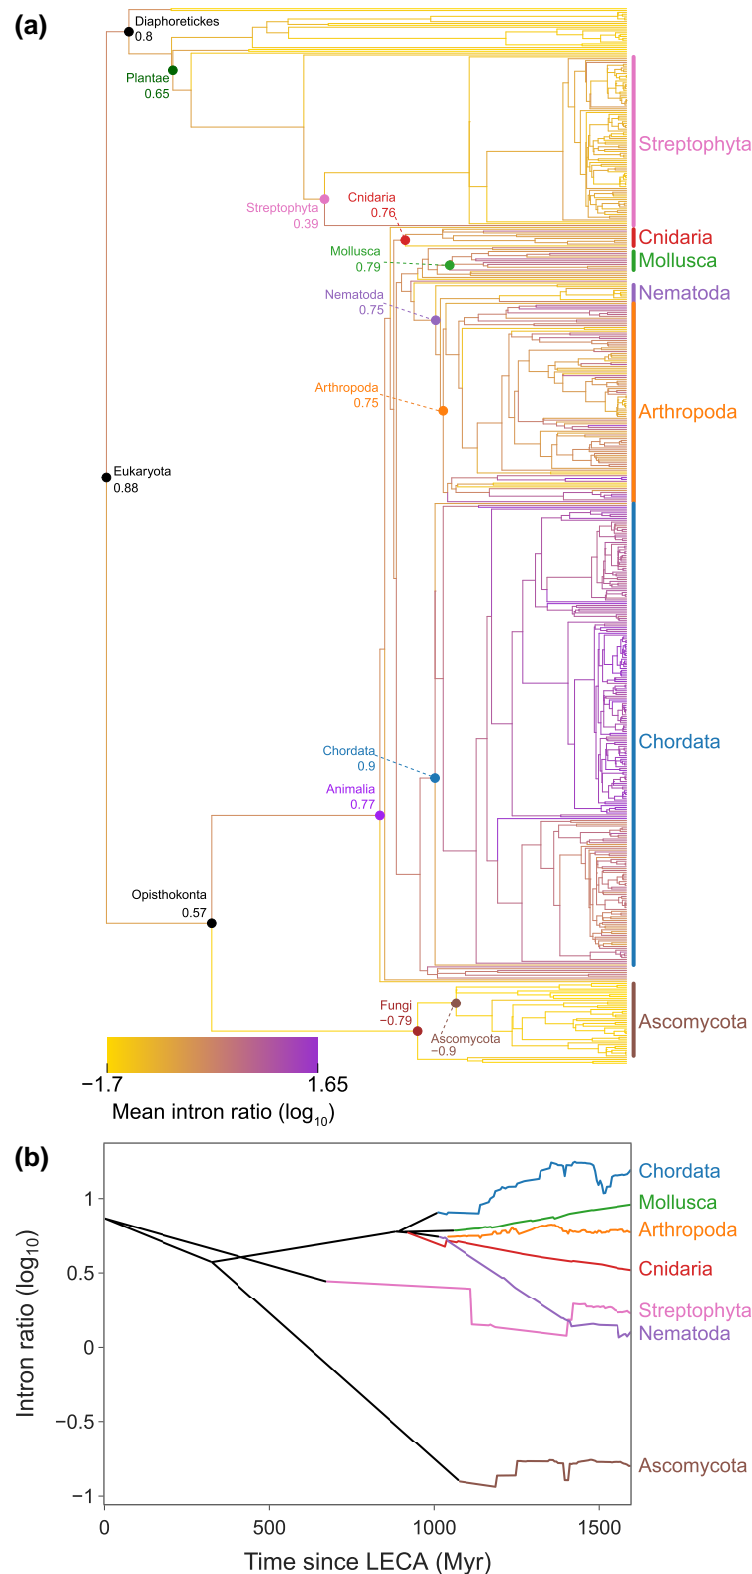 (a)
Diaphoretickes
0.8
Plantae
0.65
Streptophyta
Cnidaria
0.76
Streptophyta
0.39
Cnidaria
Mollusca
0.79
Mollusca
Nematoda
0.75
Nematoda
Arthropoda
0.75
Arthropoda
Eukaryota
0.88
Chordata
0.9
Chordata
Animalia
0.77
Opisthokonta
0.57
Fungi
−0.79
Ascomycota
−0.9
Ascomycota
−1.7 1.65
Mean intron ratio (log10)
(b)
Chordata
Mollusca
Arthropoda
Cnidaria
Streptophyta
Nematoda
Ascomycota
Intron ratio (log10)
1
0.5
0
−0.5
−1
0 500 1000 1500
Time since LECA (Myr)